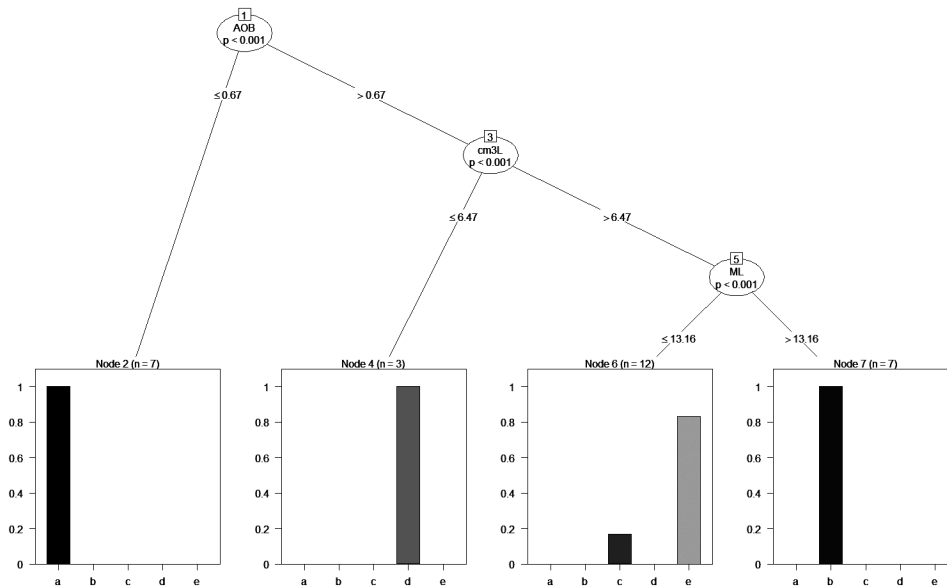 1
AOB
p < 0.001
≤ 0.67
> 0.67
3
cm3L
p < 0.001
≤ 6.47
> 6.47
5
ML
p < 0.001
≤ 13.16
> 13.16
Node 2 (n = 7)
1
0.8
0.6
0.4
0.2
0
a b c d e
Node 4 (n = 3)
1
0.8
0.6
0.4
0.2
0
a b c d e
Node 6 (n = 12)
1
0.8
0.6
0.4
0.2
0
a b c d e
Node 7 (n = 7)
1
0.8
0.6
0.4
0.2
0
a b c d e